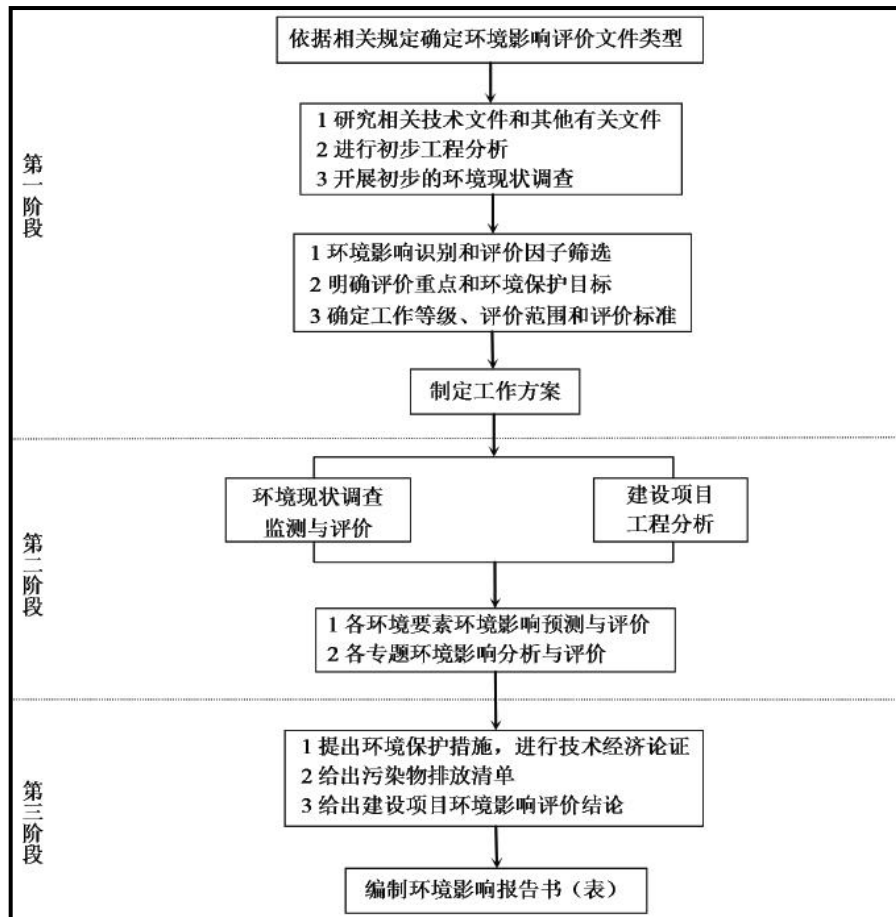 依据相关规定确定环境影响评价文件类型
1 研究相关技术文件和其他有关文件
2 进行初步工程分析
3 开展初步的环境现状调查
第一阶段
1 环境影响识别和评价因子筛选
2 明确评价重点和环境保护目标
3 确定工作等级、评价范围和评价标准
制定工作方案
环境现状调查
监测与评价
建设项目
工程分析
第二阶段
1 各环境要素环境影响预测与评价
2 各专题环境影响分析与评价
1 提出环境保护措施，进行技术经济论证
2 给出污染物排放清单
3 给出建设项目环境影响评价结论
第三阶段
编制环境影响报告书（表）